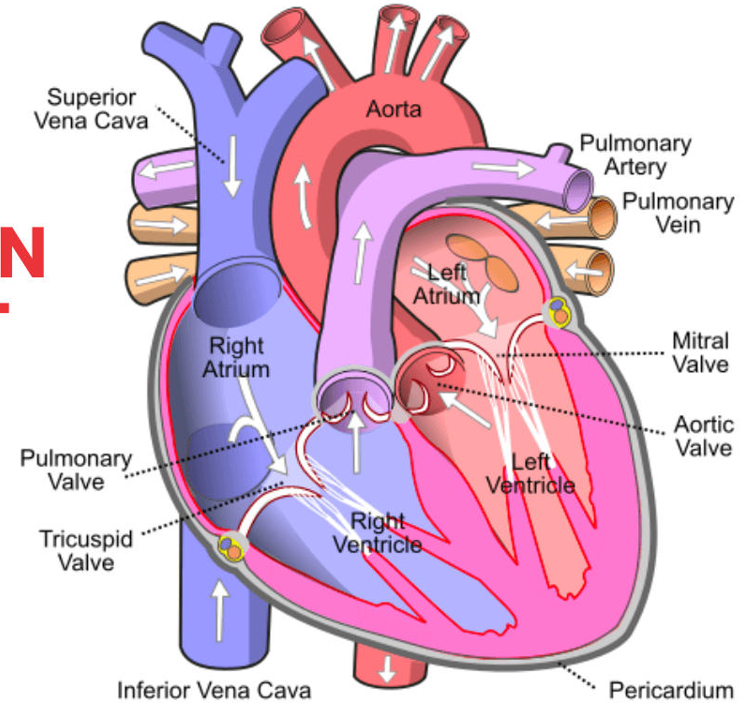 Superior
Vena Cava
Aorta
Pulmonary
Artery
Pulmonary
Vein
N
Left
Atrium
Right
Atrium
Mitral
Valve
Aortic
Valve
Pulmonary
Valve
Left
Ventricle
Tricuspid
Valve
Right
Ventricle
Inferior Vena Cava
Pericardium